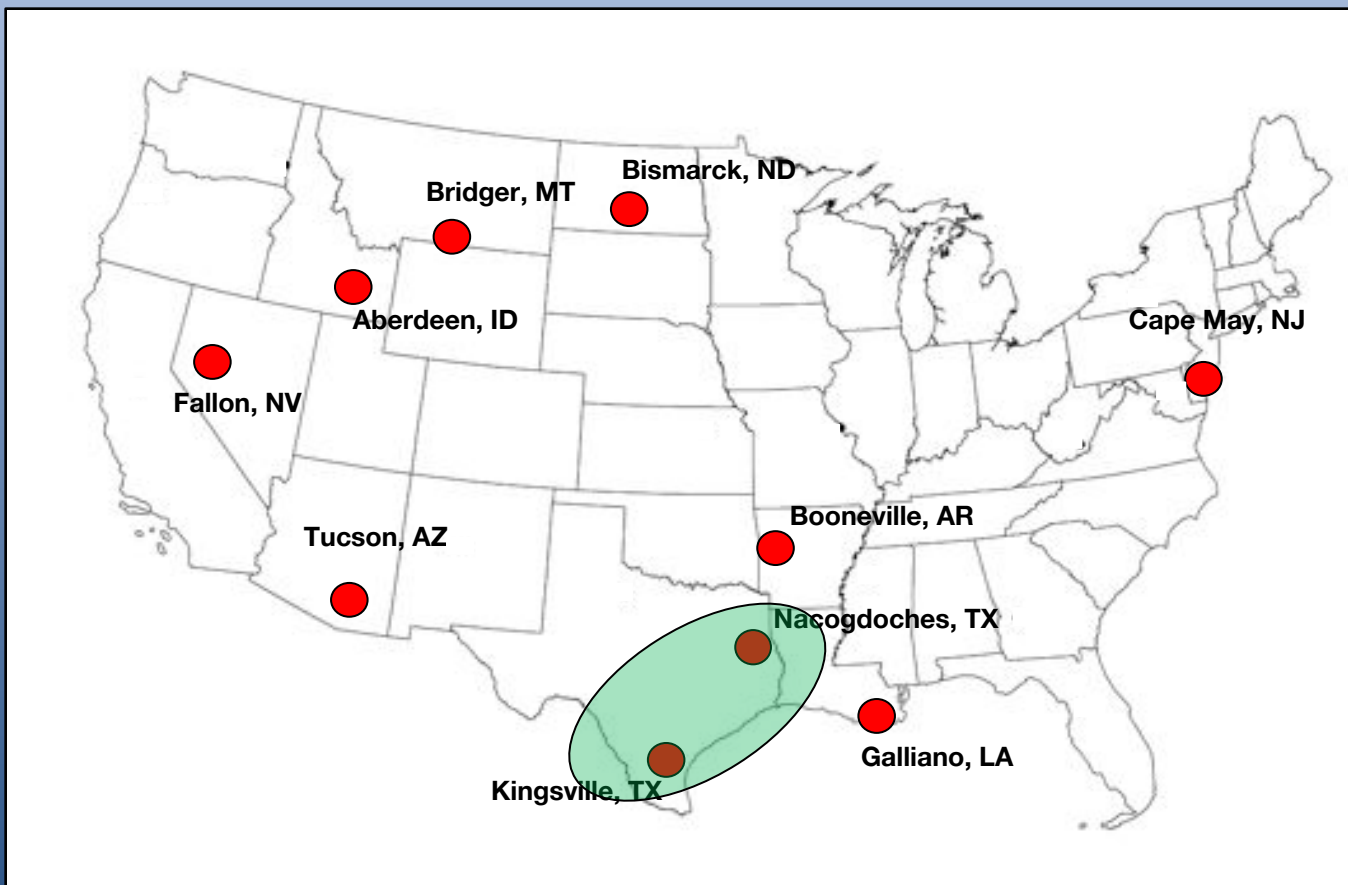 Bismarck, ND
Bridger, MT
Aberdeen, ID
Cape May, NJ
Fallon, NV
Booneville, AR
Tucson, AZ
Nacogdoches, TX
Galliano, LA
Kingsville, TX